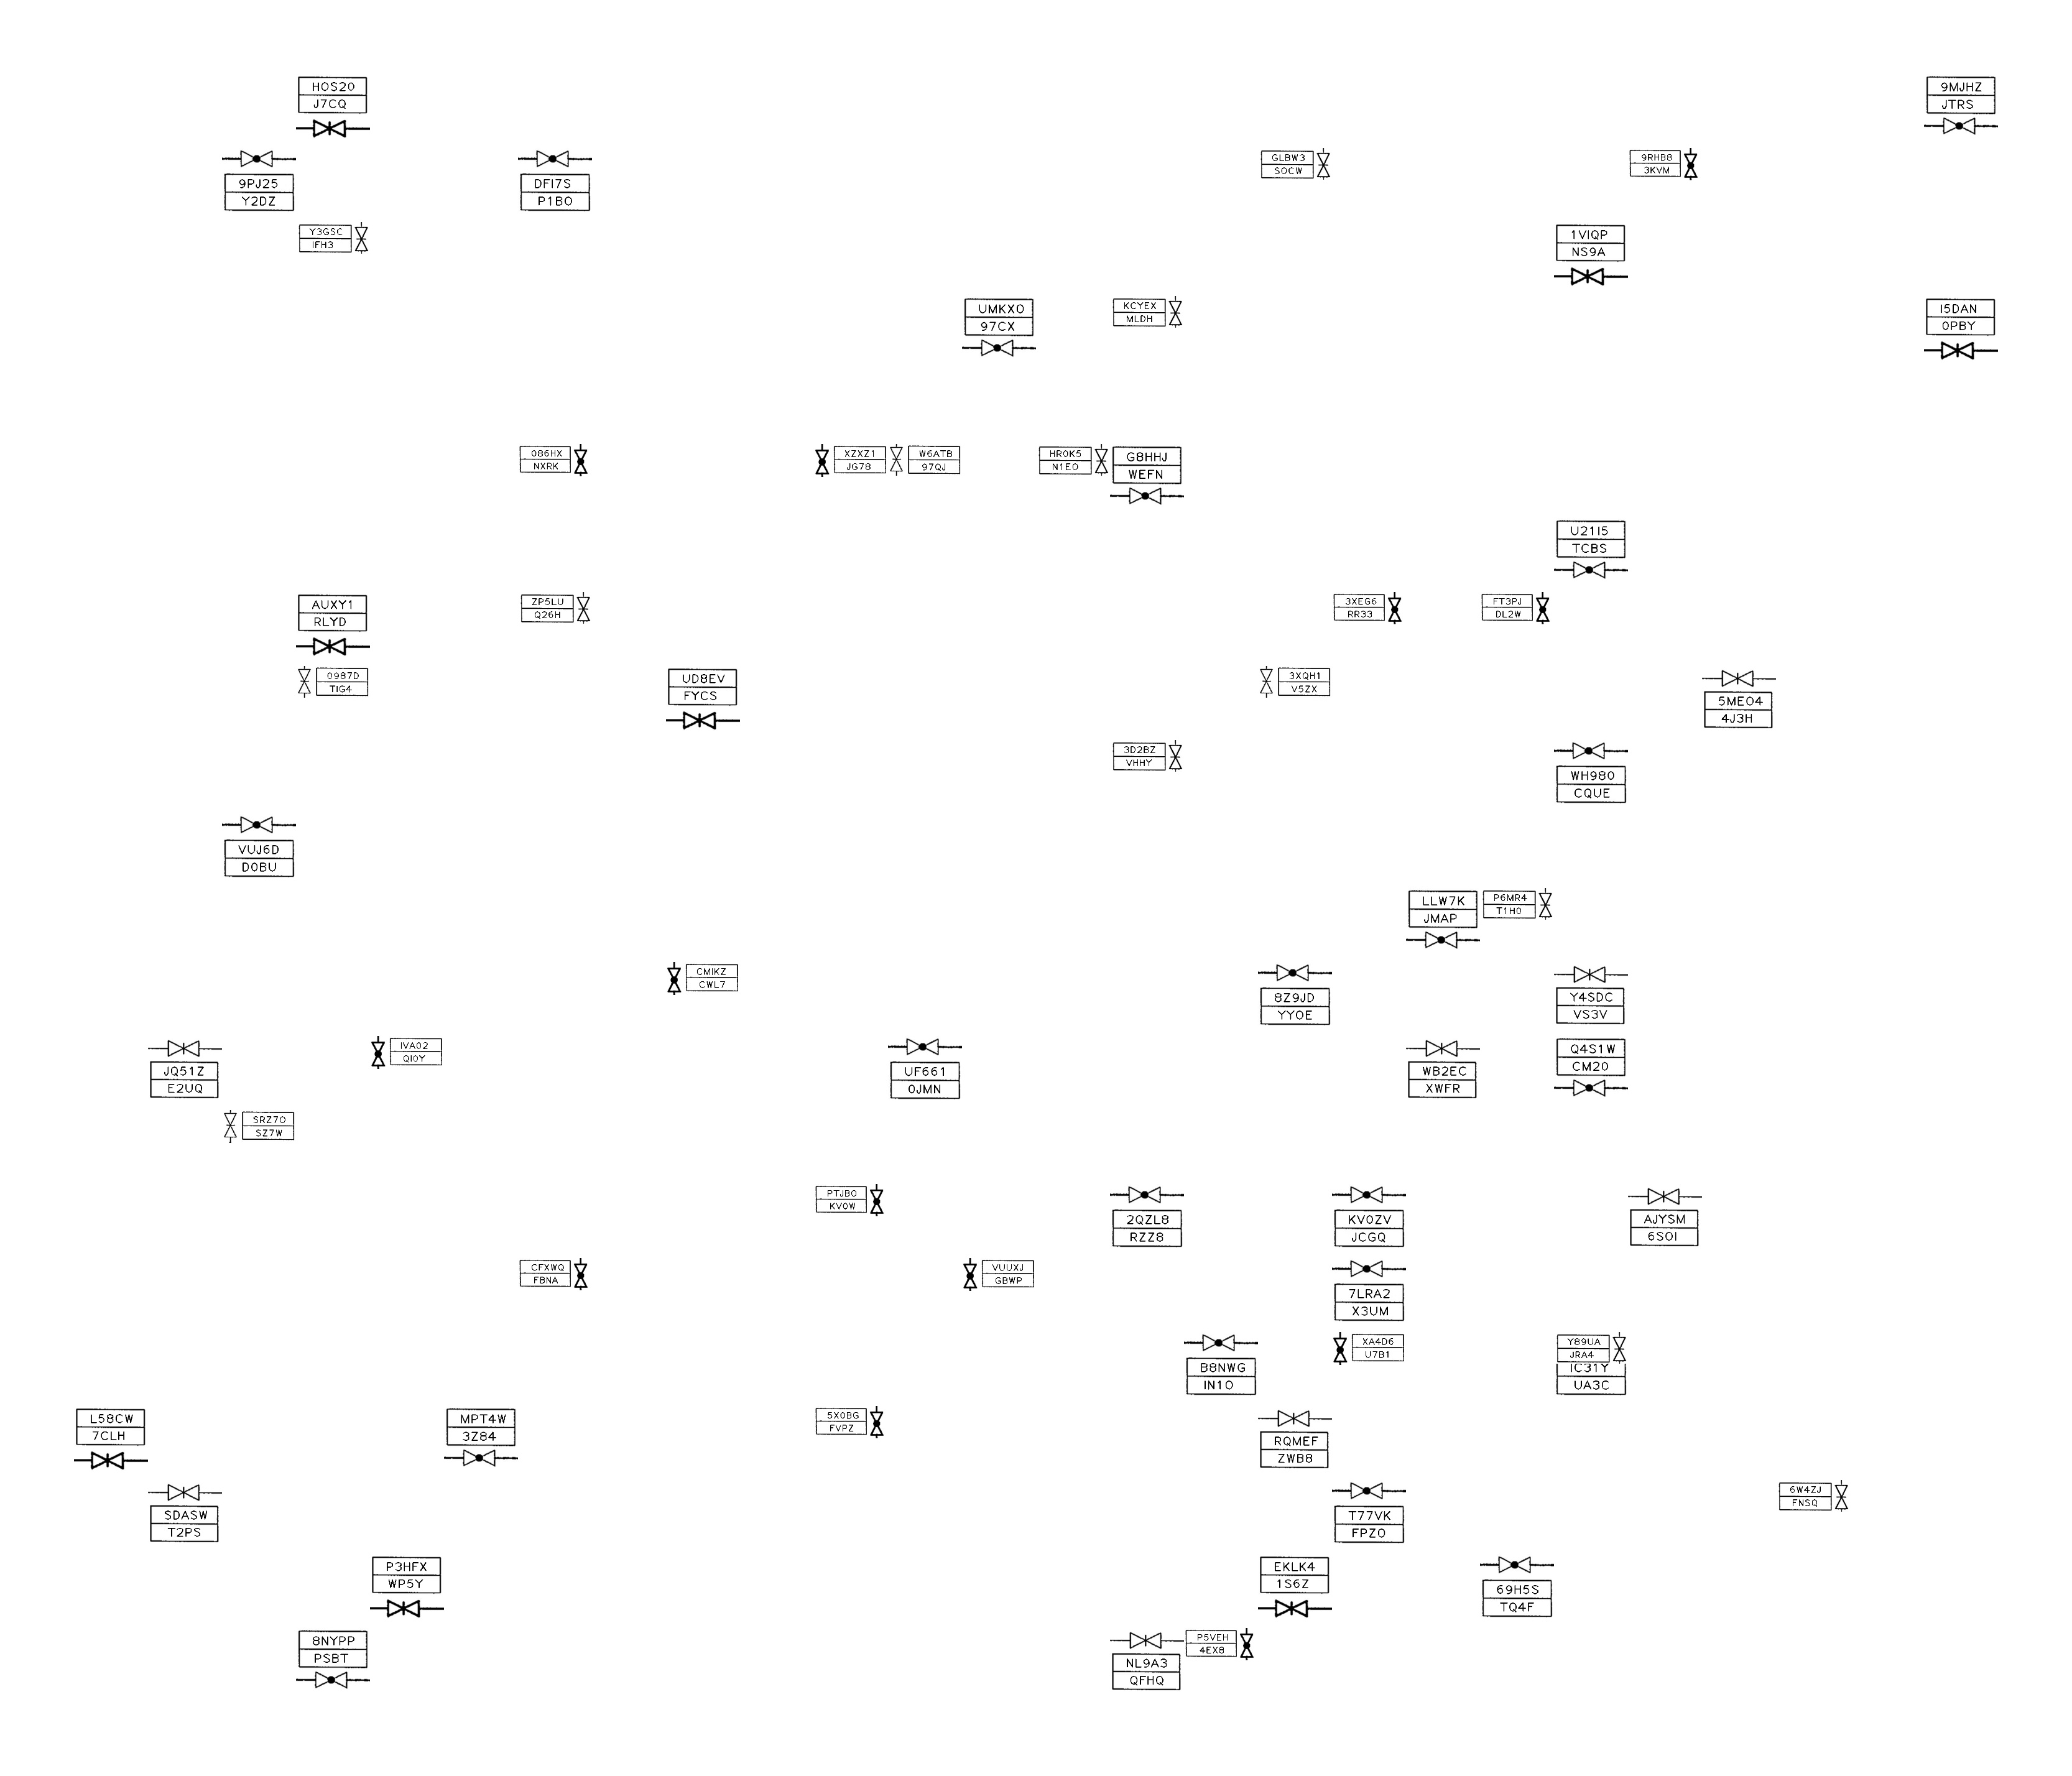 HOS20
J7CQ
9MJHZ
JTRS
GLBW3
SOCW
9RHB8
3KVM
9PJ25
Y2DZ
DFI7S
P1BO
Y3GSC
IFH3
1VIQP
NS9A
UMKXO
97CX
KCYEX
MLDH
I5DAN
0PBY
086HX
NXRK
XZXZ1
JG78
W6ATB
97QJ
HR0K5
N1EO
G8HHJ
WEFN
U21I5
TCBS
AUXY1
RLYD
ZP5LU
Q26H
3XEG6
RR33
FT3PJ
DL2W
0987D
TIG4
UD8EV
FYCS
3XQH1
V5ZX
5ME04
4J3H
3D2BZ
VHHY
WH980
CQUE
VUJ6D
D0BU
LLW7K
JMAP
P6MR4
T1H0
CMIKZ
CWL7
8Z9JD
YY0E
Y4SDC
VS3V
JQ51Z
E2UQ
IVA02
QI0Y
UF661
0JMN
WB2EC
XWFR
Q4S1W
CM20
SRZ70
SZ7W
PTJBO
KV0W
2QZL8
RZZ8
KV0ZV
JCGQ
AJYSM
6SOI
CFXWQ
FBNA
VUUXJ
GBWP
7LRA2
X3UM
B8NWG
IN1O
XA4D6
U7B1
Y89UA
JRA4
IC31Y
UA3C
L58CW
7CLH
MPT4W
3Z84
5X0BG
FVPZ
RQMEF
ZWB8
SDASW
T2PS
T77VK
FPZ0
6W4ZJ
FNSQ
P3HFX
WP5Y
EKLK4
1S6Z
69H5S
TQ4F
8NYPP
PSBT
NL9A3
QFHQ
P5VEH
4EX8